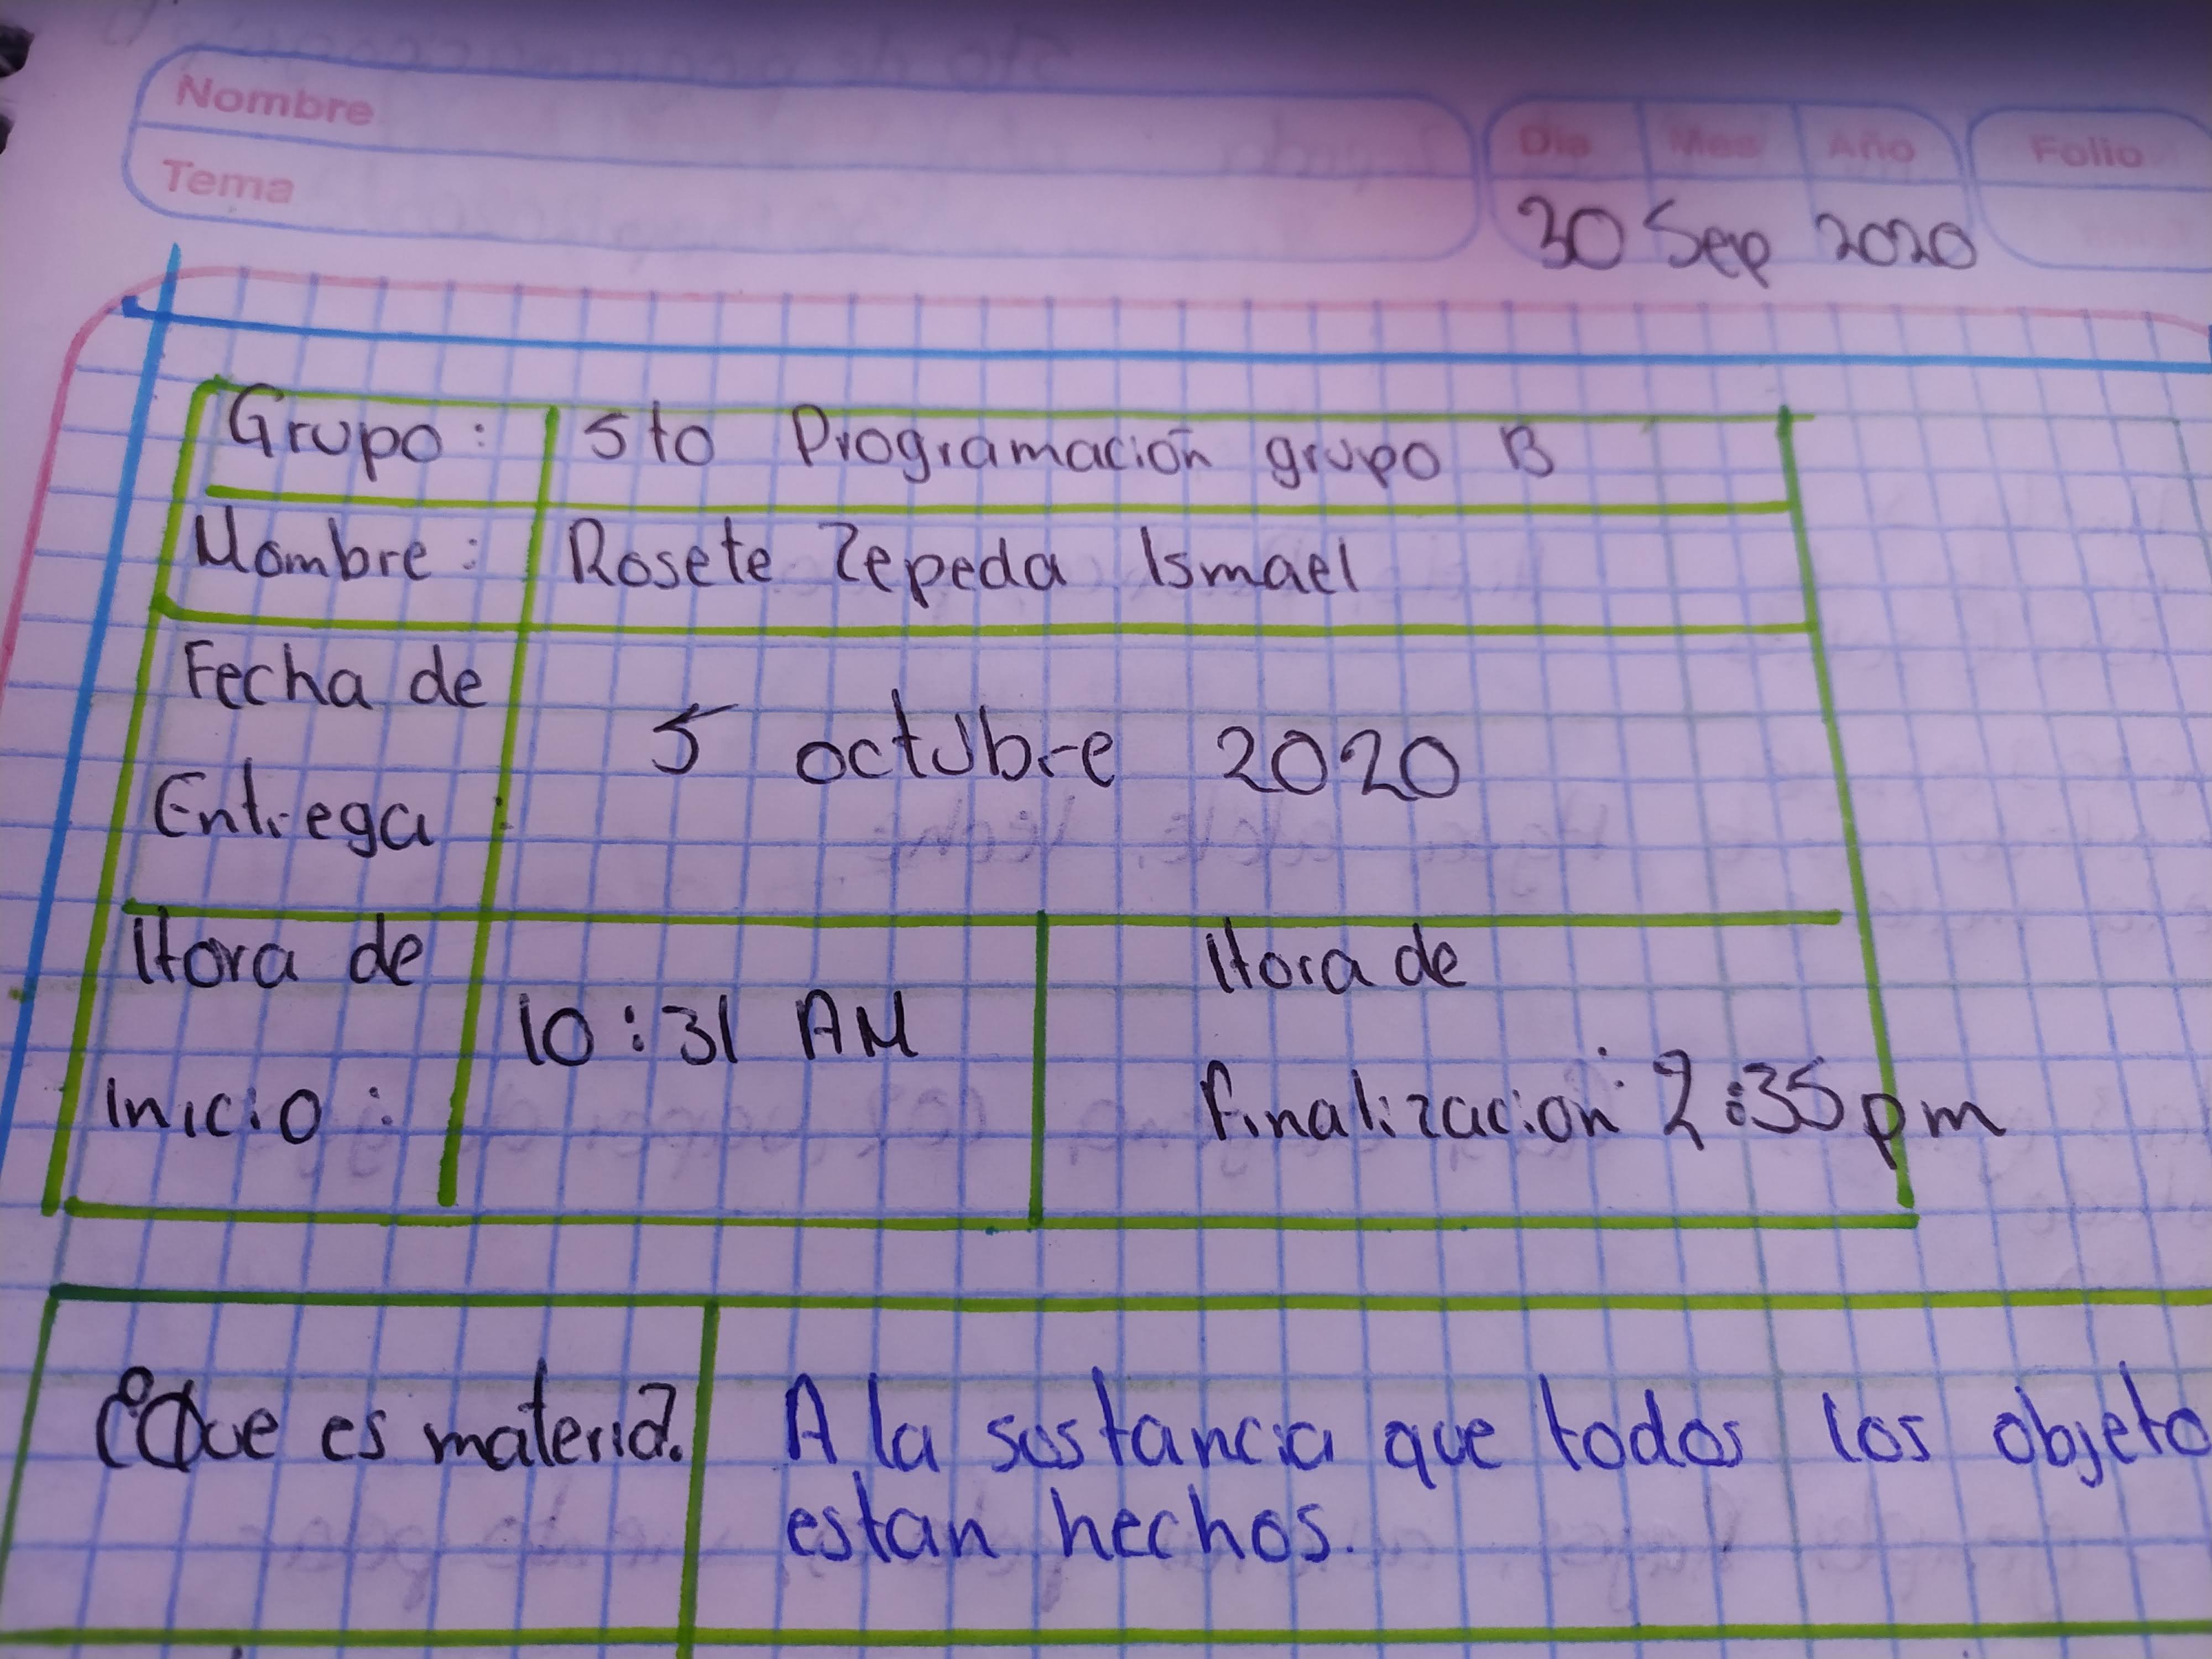 Nombre
Tema
Dia Mes Año Folio
30 Sep 2020
Grupo: 5to Programación grupo B
Nombre: Rosete Zepeda Ismael
Fecha de
Entrega: 5 octubre 2020
Hora de
Inicio: 10:31 AM
Hora de
finalización: 2:35 pm
¿Que es materia?. A la sustancia que todos los objeto
estan hechos.